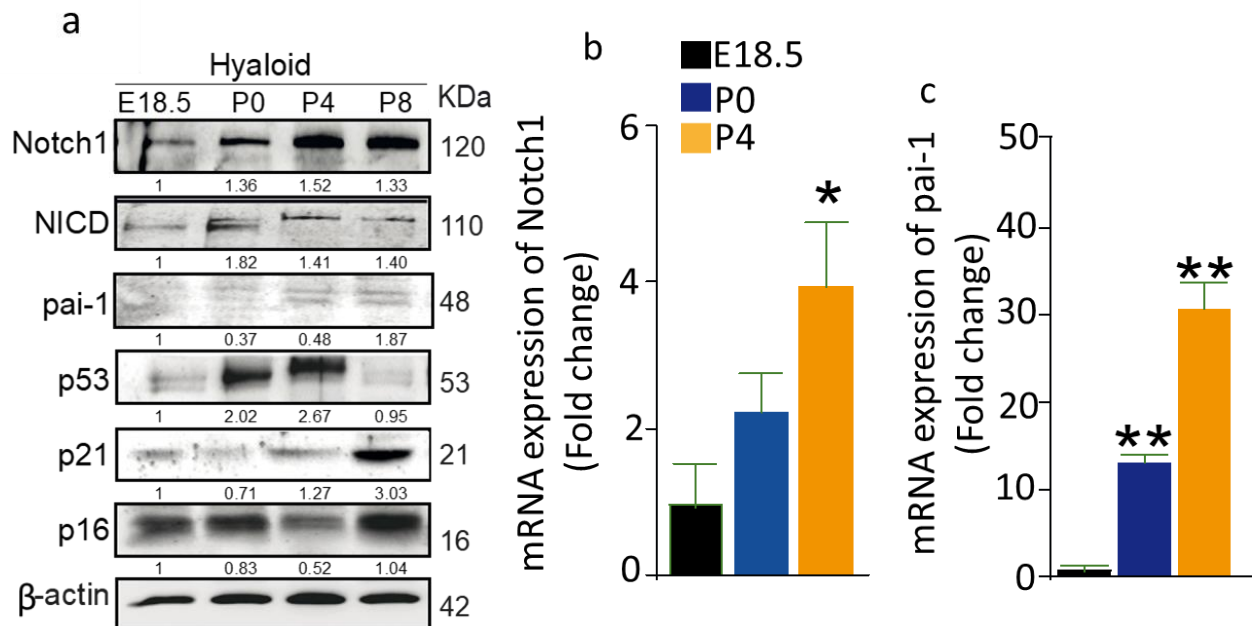 a
Hyaloid
E18.5 P0 P4 P8 KDa
Notch1 120
1 1.36 1.52 1.33
NICD 110
1 1.82 1.41 1.40
pai-1 48
1 0.37 0.48 1.87
p53 53
1 2.02 2.67 0.95
p21 21
1 0.71 1.27 3.03
p16 16
1 0.83 0.52 1.04
β-actin 42
b
E18.5
P0
P4
mRNA expression of Notch1
(Fold change)
6
4
2
0
*
c
mRNA expression of pai-1
(Fold change)
50
40
30
20
10
0
**
**